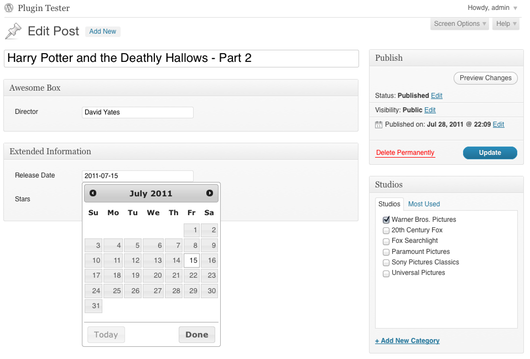 Plugin Tester
Howdy, admin
Screen Options
Help
Edit Post
Add New
Harry Potter and the Deathly Hallows - Part 2
Awesome Box
Director
David Yates
Extended Information
Release Date
2011-07-15
Stars
July 2011
Su Mo Tu We Th Fr Sa
1 2
3 4 5 6 7 8 9
10 11 12 13 14 15 16
17 18 19 20 21 22 23
24 25 26 27 28 29 30
31
Today
Done
Publish
Preview Changes
Status: Published Edit
Visibility: Public Edit
Published on: Jul 28, 2011 @ 22:09 Edit
Delete Permanently
Update
Studios
Studios
Most Used
Warner Bros. Pictures
20th Century Fox
Fox Searchlight
Paramount Pictures
Sony Pictures Classics
Universal Pictures
+ Add New Category